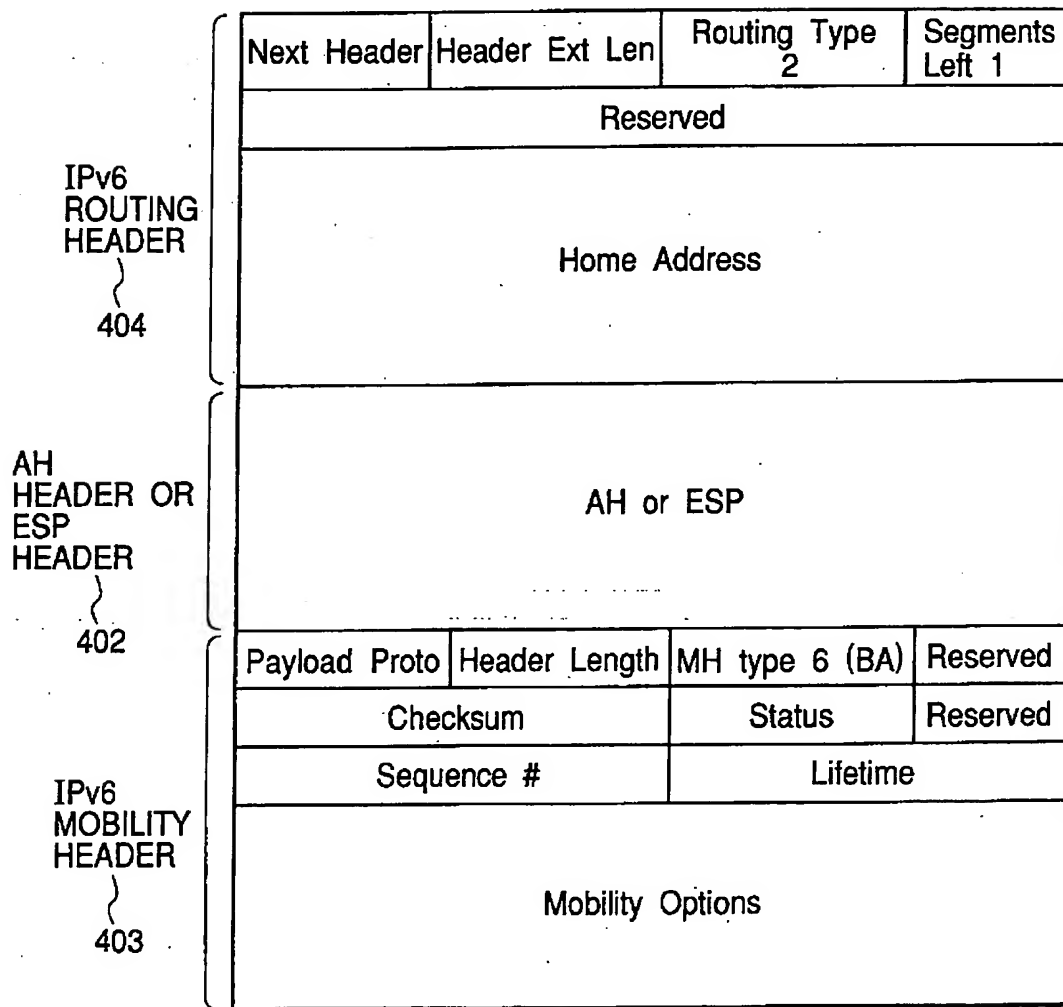 Next Header Header Ext Len Routing Type 2 Segments Left 1
Reserved
IPv6
ROUTING
HEADER
404
Home Address
AH
HEADER OR
ESP
HEADER
402
AH or ESP
Payload Proto Header Length MH type 6 (BA) Reserved
Checksum Status Reserved
Sequence # Lifetime
IPv6
MOBILITY
HEADER
403
Mobility Options